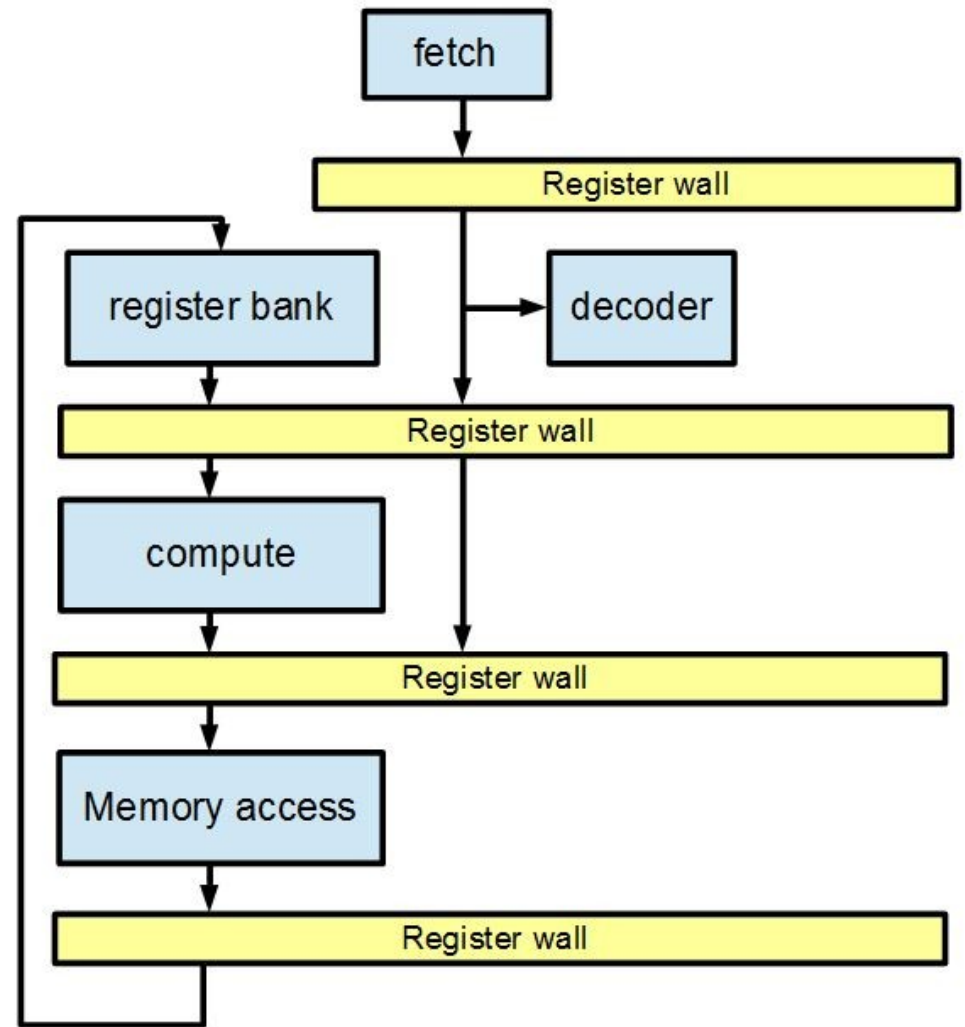 fetch
Register wall
register bank
decoder
Register wall
compute
Register wall
Memory access
Register wall